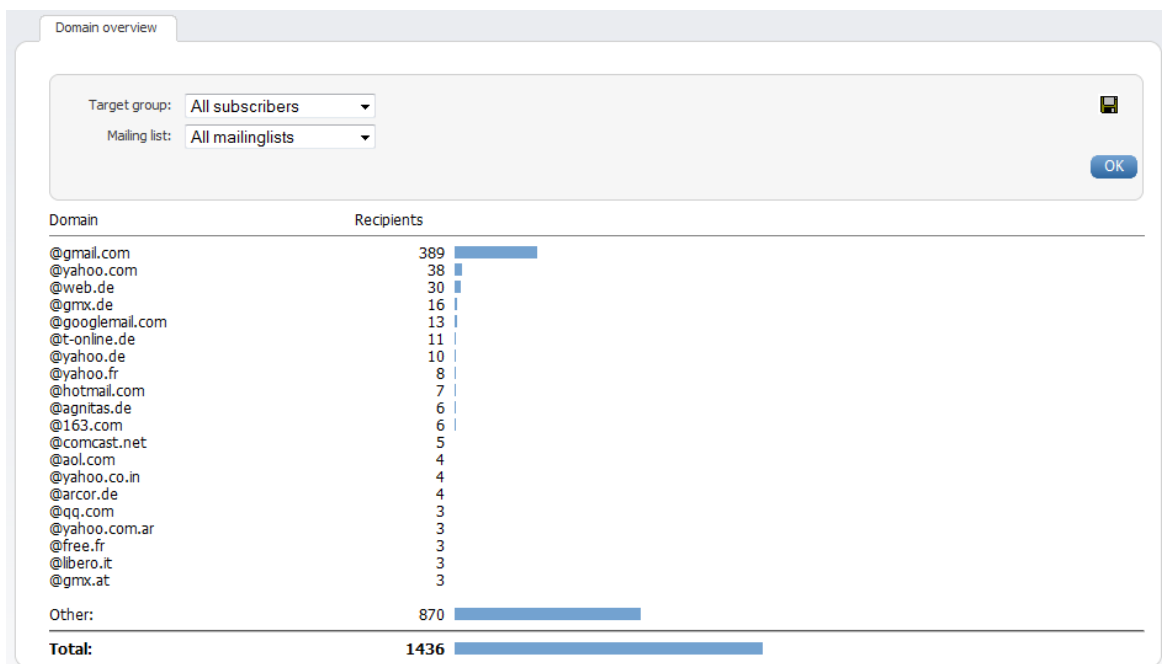 Domain overview
Target group: All subscribers
Mailing list: All mailinglists
OK
Domain Recipients
@gmail.com 389
@yahoo.com 38
@web.de 30
@gmx.de 16
@googlemail.com 13
@t-online.de 11
@yahoo.de 10
@yahoo.fr 8
@hotmail.com 7
@agnitas.de 6
@163.com 6
@comcast.net 5
@aol.com 4
@yahoo.co.in 4
@arcor.de 4
@qq.com 3
@yahoo.com.ar 3
@free.fr 3
@libero.it 3
@gmx.at 3
Other: 870
Total: 1436